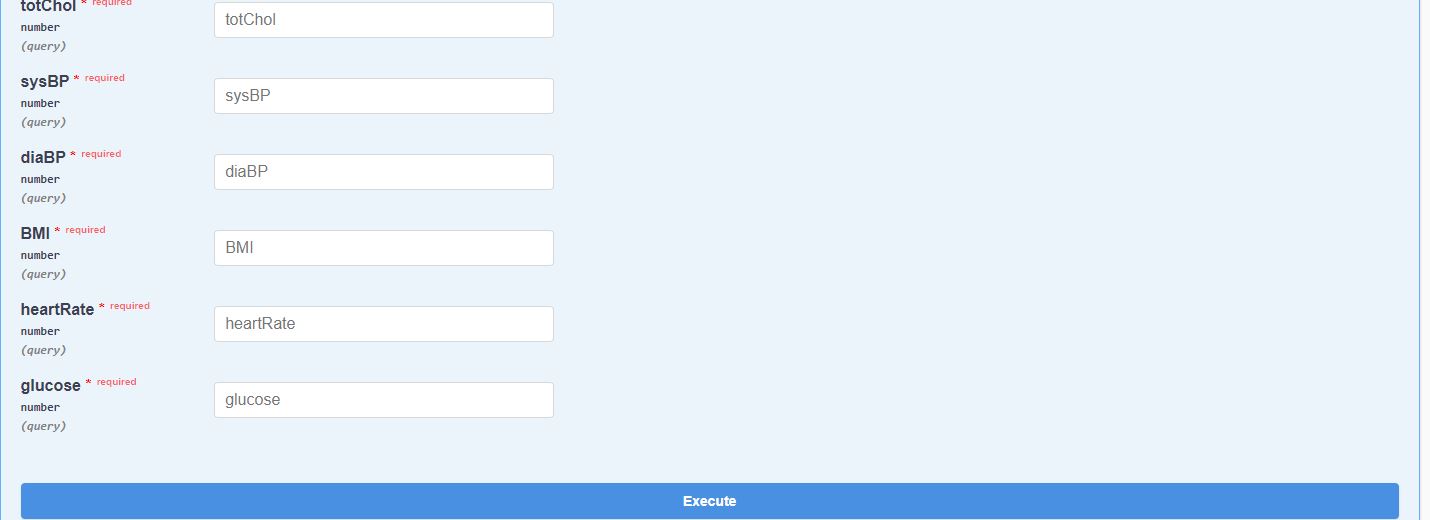 totChol * required
totChol
number
(query)
sysBP * required
sysBP
number
(query)
diaBP * required
diaBP
number
(query)
BMI * required
BMI
number
(query)
heartRate * required
heartRate
number
(query)
glucose * required
glucose
number
(query)
Execute